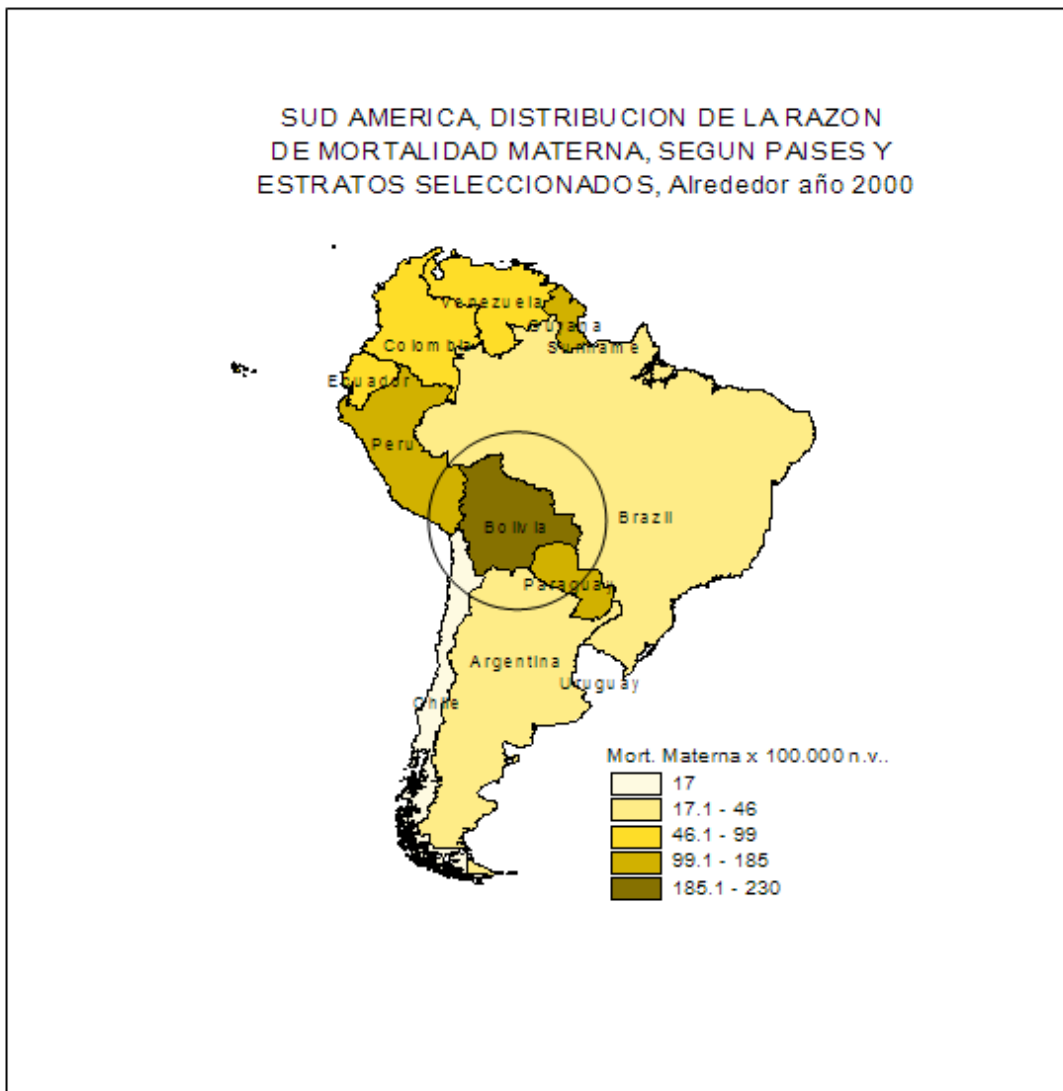 SUD AMERICA, DISTRIBUCION DE LA RAZON
DE MORTALIDAD MATERNA, SEGUN PAISES Y
ESTRATOS SELECCIONADOS, Alrededor año 2000
Venezuela
Guyana
Suriname
Colombia
Ecuador
Peru
Brazil
Bolivia
Paraguay
Argentina
Uruguay
Chile
Mort. Materna x 100.000 n.v..
17
17.1 - 46
46.1 - 99
99.1 - 185
185.1 - 230